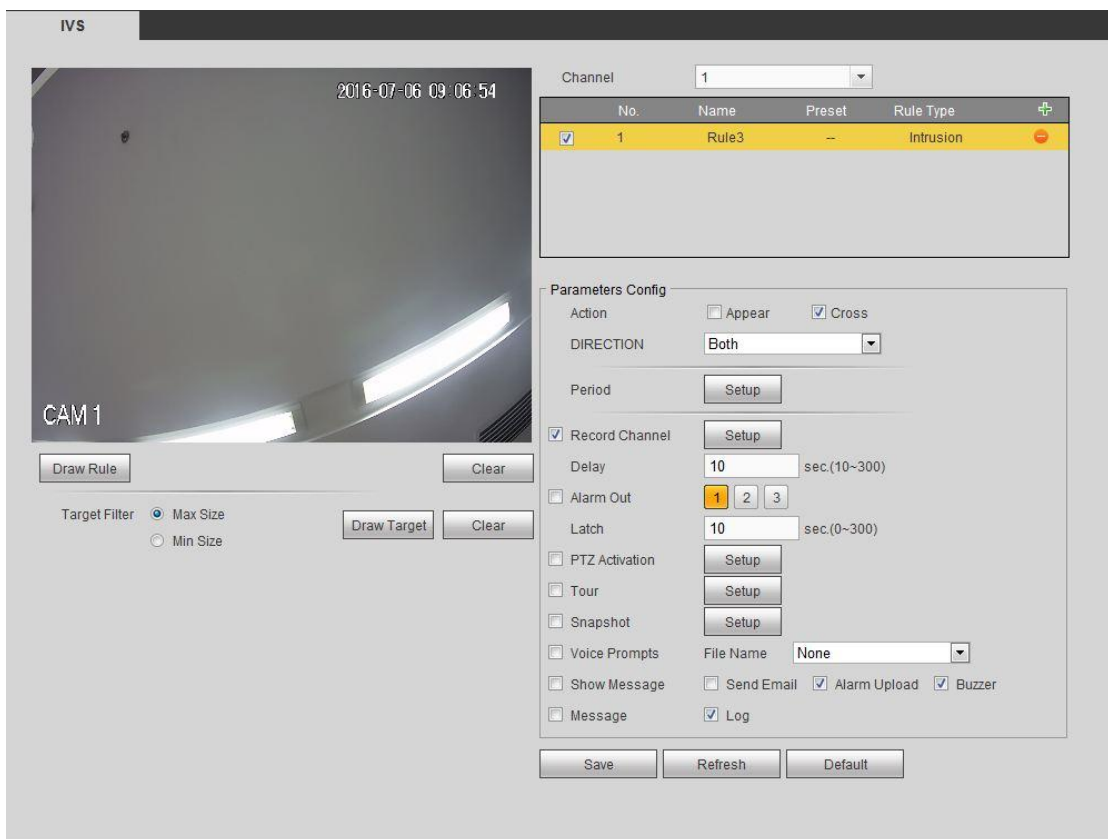 IVS
2016-07-06 09:06:54
CAM 1
Draw Rule Clear
Target Filter Max Size Draw Target Clear
Min Size
Channel 1
No. Name Preset Rule Type
1 Rule3 -- Intrusion
Parameters Config
Action Appear Cross
DIRECTION Both
Period Setup
Record Channel Setup
Delay 10 sec.(10~300)
Alarm Out 1 2 3
Latch 10 sec.(0~300)
PTZ Activation Setup
Tour Setup
Snapshot Setup
Voice Prompts File Name None
Show Message Send Email Alarm Upload Buzzer
Message Log
Save Refresh Default